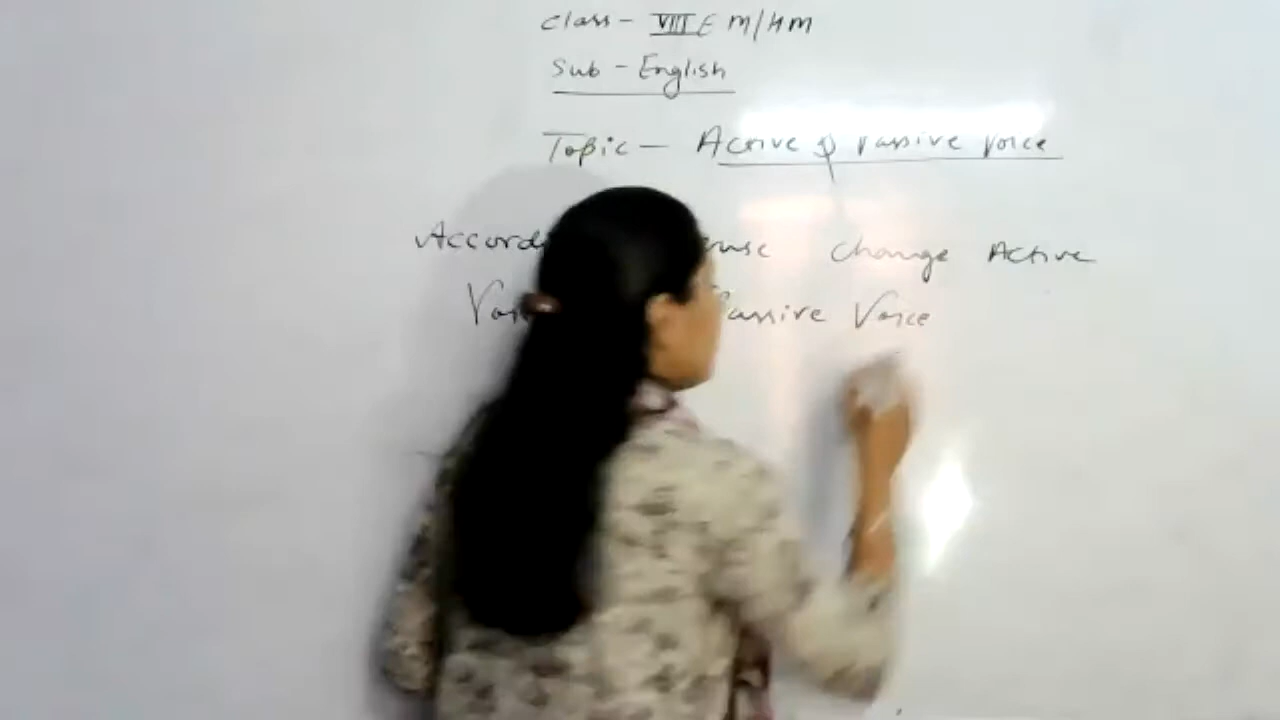 Class - VIII E M/HM
Sub - English
Topic - Active & Passive Voice
Change Active
Passive Voice